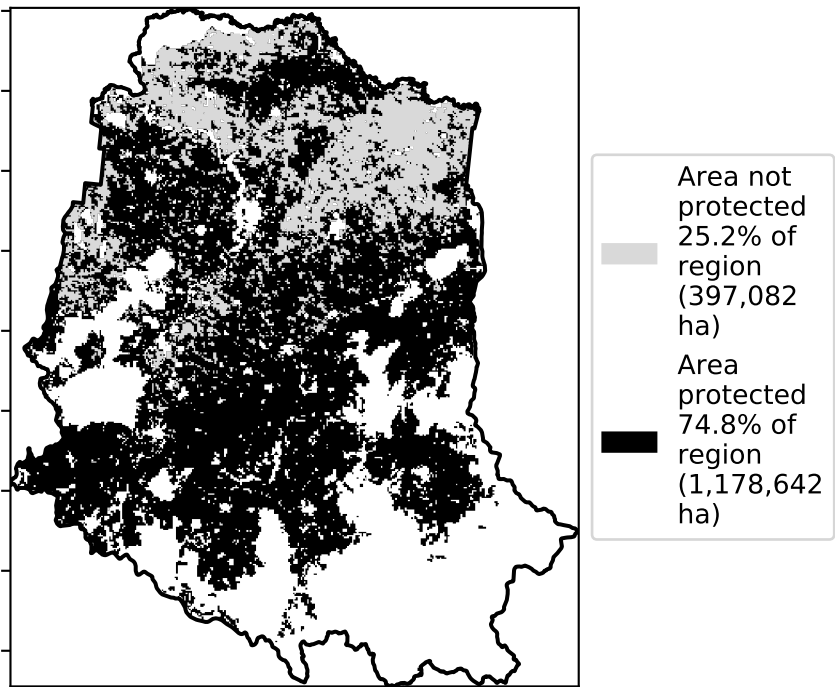 Area not
protected
25.2% of
region
(397,082
ha)
Area
protected
74.8% of
region
(1,178,642
ha)